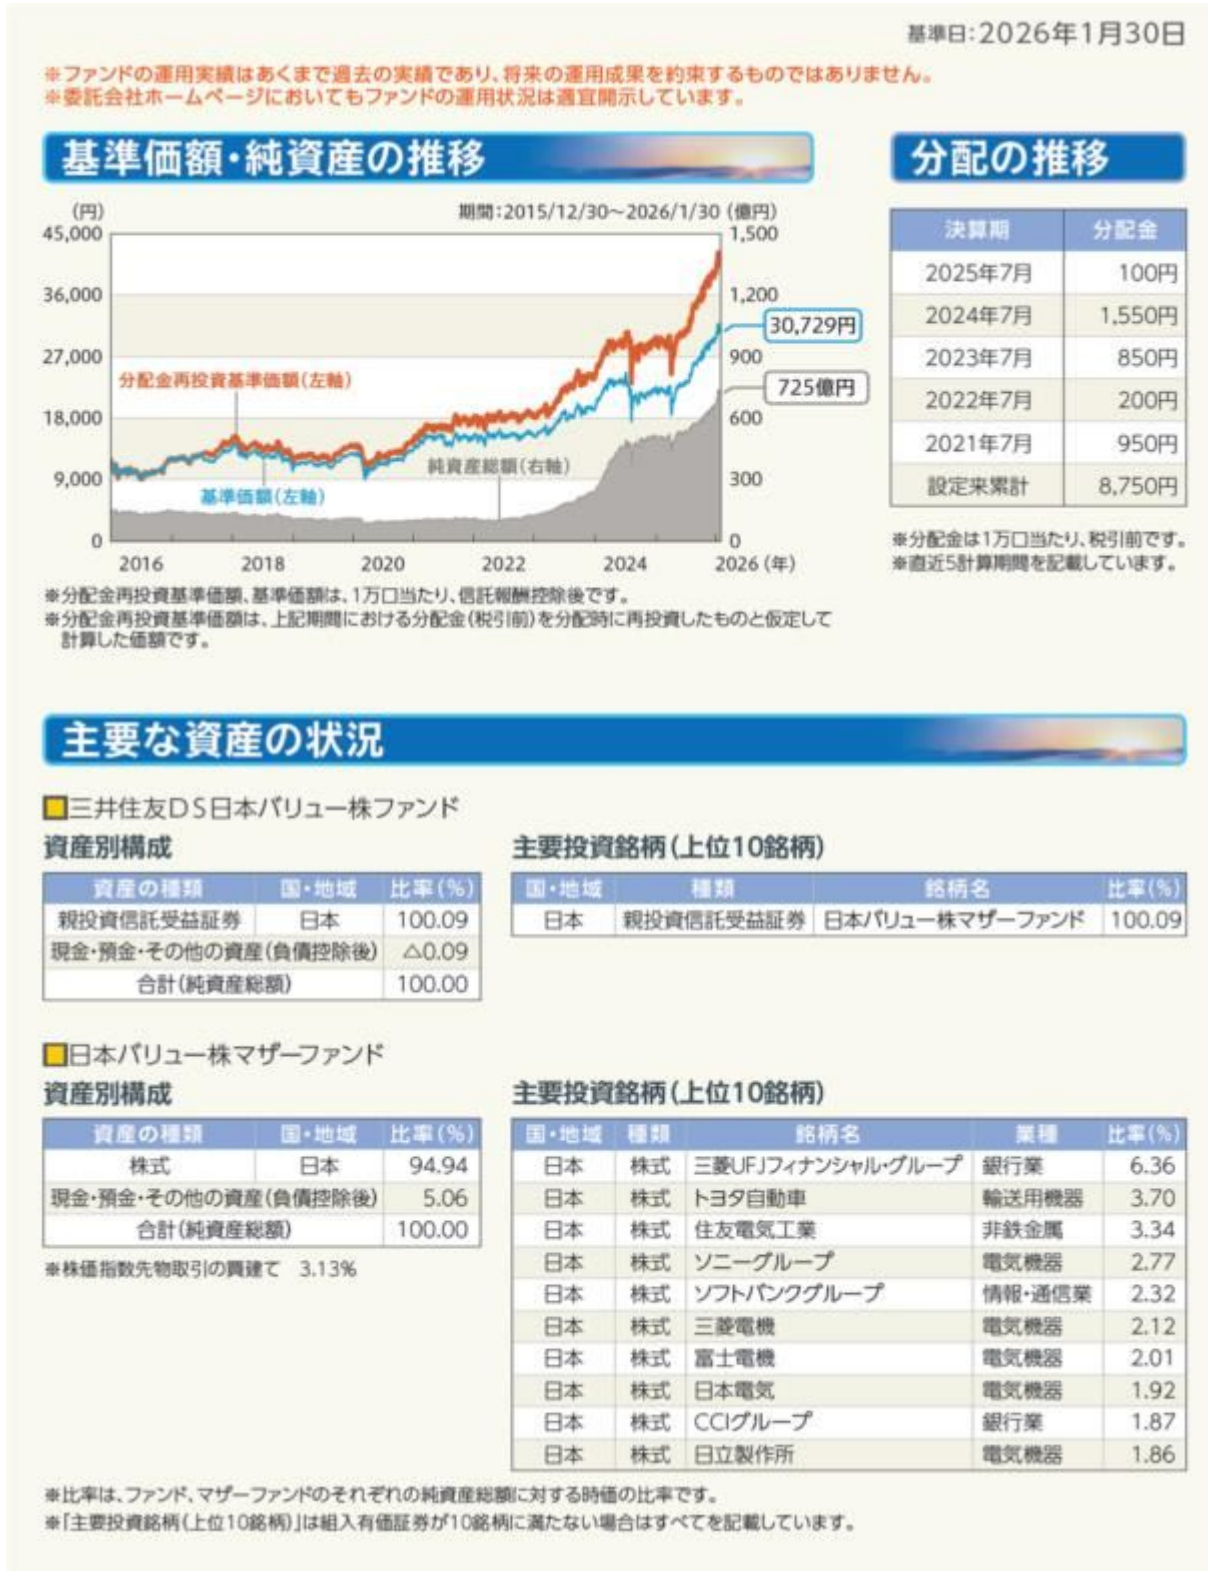 基準日:2026年1月30日
※ファンドの運用実績はあくまで過去の実績であり、将来の運用成果を約束するものではありません。
※委託会社ホームページにおいてもファンドの運用状況は適宜開示しています。
基準価額・純資産の推移
(円)
期間:2015/12/30～2026/1/30 (億円)
45,000
36,000
27,000
18,000
9,000
0
1,500
1,200
900
600
300
0
30,729円
725億円
分配金再投資基準価額(左軸)
基準価額(左軸)
純資産総額(右軸)
2016 2018 2020 2022 2024 2026 (年)
※分配金再投資基準価額、基準価額は、1万口当たり、信託報酬控除後です。
※分配金再投資基準価額は、上記期間における分配金(税引前)を分配時に再投資したものと仮定して
計算した価額です。
分配の推移
決算期 分配金
2025年7月 100円
2024年7月 1,550円
2023年7月 850円
2022年7月 200円
2021年7月 950円
設定来累計 8,750円
※分配金は1万口当たり、税引前です。
※直近5計算期間を記載しています。
主要な資産の状況
三井住友DS日本バリュー株ファンド
資産別構成
資産の種類 国・地域 比率(%)
親投資信託受益証券 日本 100.09
現金・預金・その他の資産(負債控除後) △0.09
合計(純資産総額) 100.00
主要投資銘柄(上位10銘柄)
国・地域 種類 銘柄名 比率(%)
日本 親投資信託受益証券 日本バリュー株マザーファンド 100.09
日本バリュー株マザーファンド
資産別構成
資産の種類 国・地域 比率(%)
株式 日本 94.94
現金・預金・その他の資産(負債控除後) 5.06
合計(純資産総額) 100.00
※株価指数先物取引の買建て 3.13%
主要投資銘柄(上位10銘柄)
国・地域 種類 銘柄名 業種 比率(%)
日本 株式 三菱UFJフィナンシャル・グループ 銀行業 6.36
日本 株式 トヨタ自動車 輸送用機器 3.70
日本 株式 住友電気工業 非鉄金属 3.34
日本 株式 ソニーグループ 電気機器 2.77
日本 株式 ソフトバンクグループ 情報・通信業 2.32
日本 株式 三菱電機 電気機器 2.12
日本 株式 富士電機 電気機器 2.01
日本 株式 日本電気 電気機器 1.92
日本 株式 CCIグループ 銀行業 1.87
日本 株式 日立製作所 電気機器 1.86
※比率は、ファンド、マザーファンドのそれぞれの純資産総額に対する時価の比率です。
※「主要投資銘柄(上位10銘柄)」は組入有価証券が10銘柄に満たない場合はすべてを記載しています。